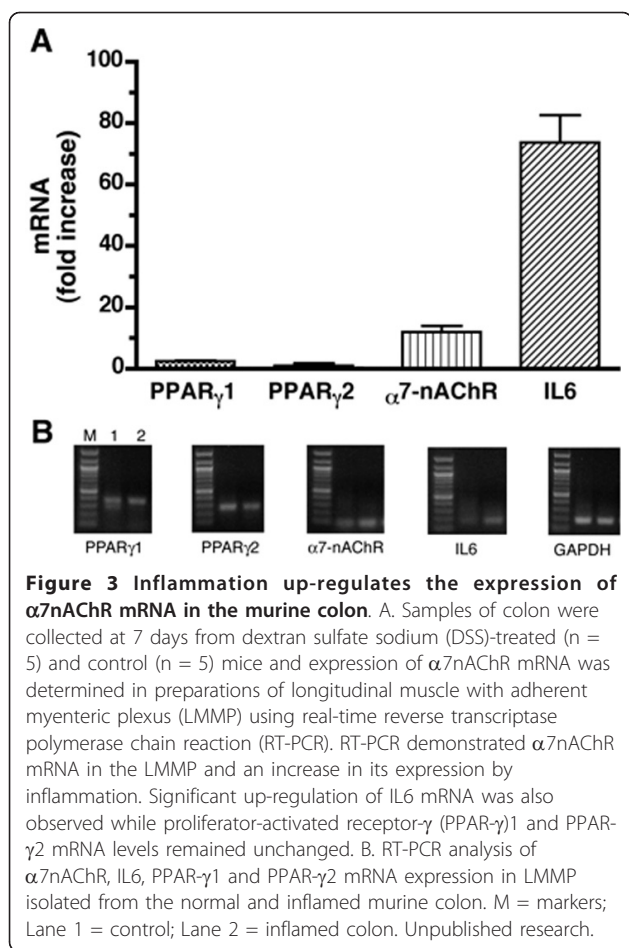 A
100
80
60
40
20
0
mRNA
(fold increase)
PPARγ1 PPARγ2 α7-nAChR IL6
B
M 1 2
PPARγ1 PPARγ2 α7-nAChR IL6 GAPDH
Figure 3 Inflammation up-regulates the expression of
α7nAChR mRNA in the murine colon. A. Samples of colon were
collected at 7 days from dextran sulfate sodium (DSS)-treated (n =
5) and control (n = 5) mice and expression of α7nAChR mRNA was
determined in preparations of longitudinal muscle with adherent
myenteric plexus (LMMP) using real-time reverse transcriptase
polymerase chain reaction (RT-PCR). RT-PCR demonstrated α7nAChR
mRNA in the LMMP and an increase in its expression by
inflammation. Significant up-regulation of IL6 mRNA was also
observed while proliferator-activated receptor-γ (PPAR-γ)1 and PPAR-
γ2 mRNA levels remained unchanged. B. RT-PCR analysis of
α7nAChR, IL6, PPAR-γ1 and PPAR-γ2 mRNA expression in LMMP
isolated from the normal and inflamed murine colon. M = markers;
Lane 1 = control; Lane 2 = inflamed colon. Unpublished research.